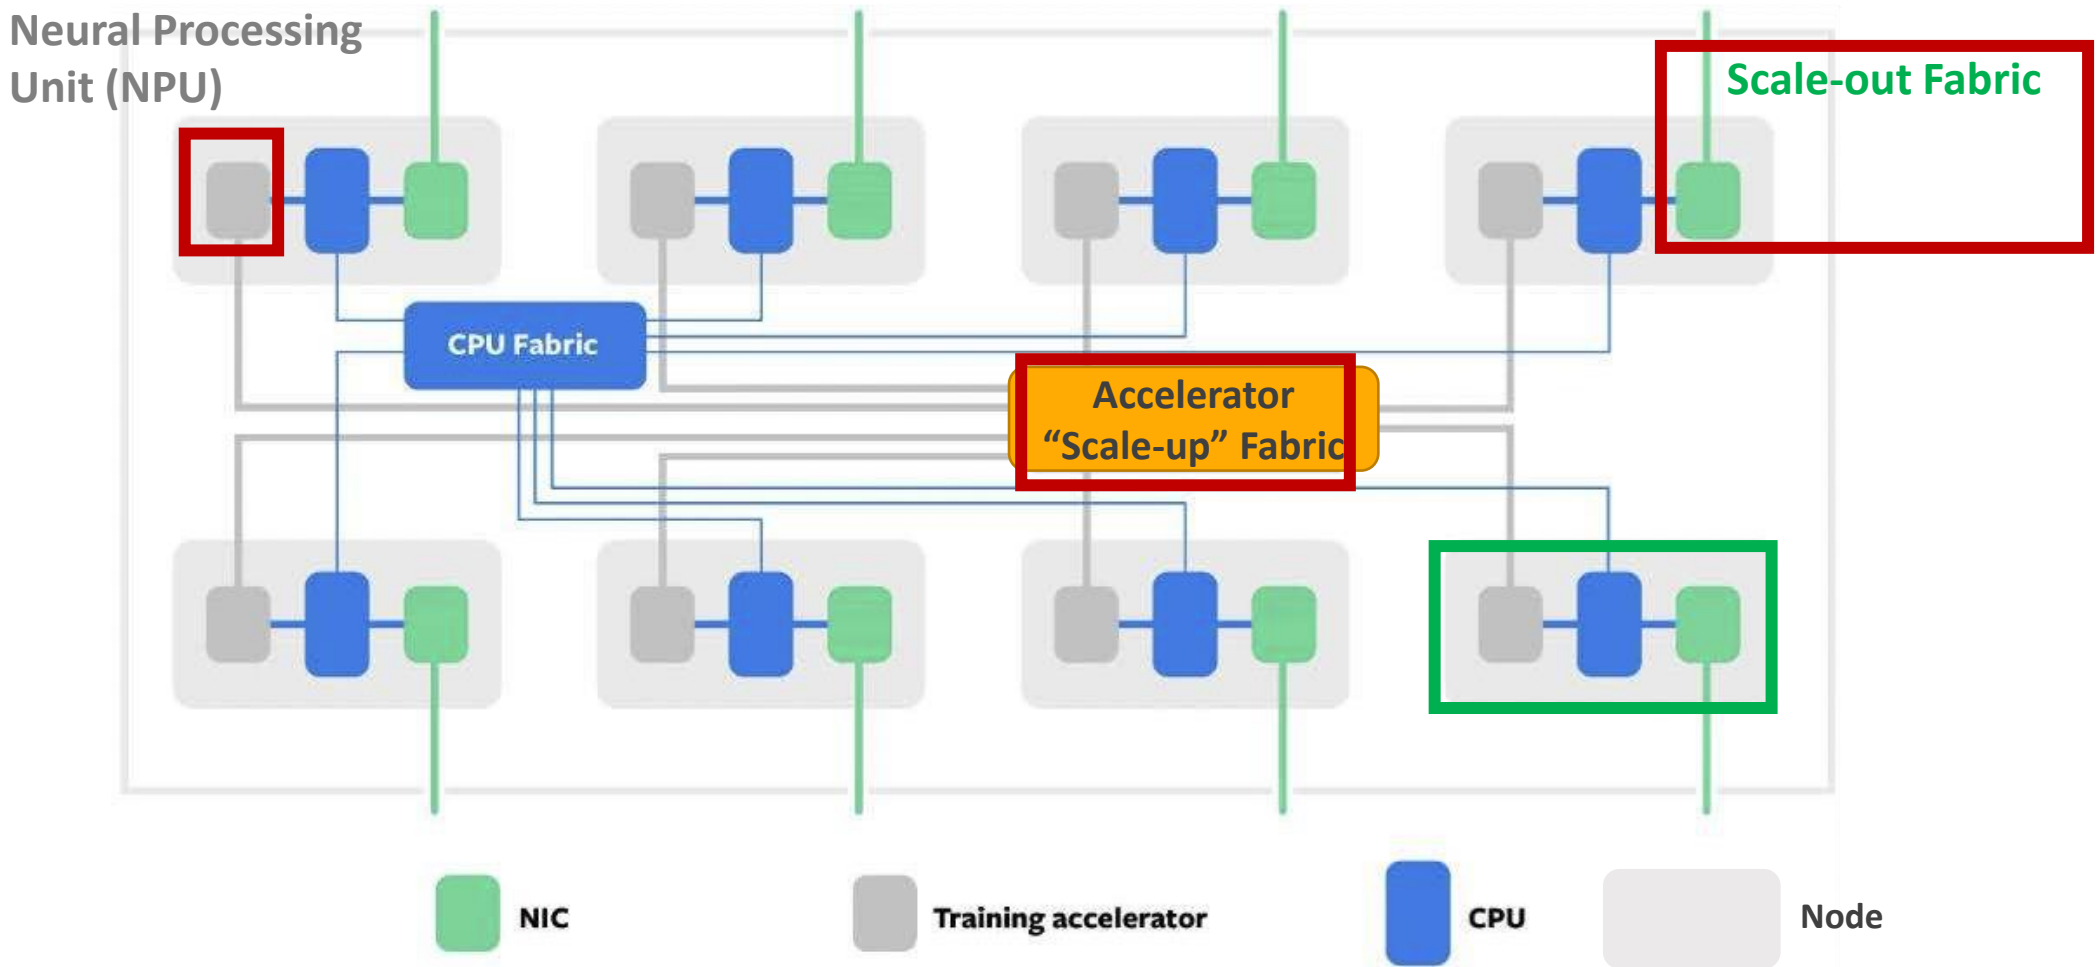 Neural Processing
Unit (NPU)
Scale-out Fabric
CPU Fabric
Accelerator
“Scale-up” Fabric
NIC
Training accelerator
CPU
Node